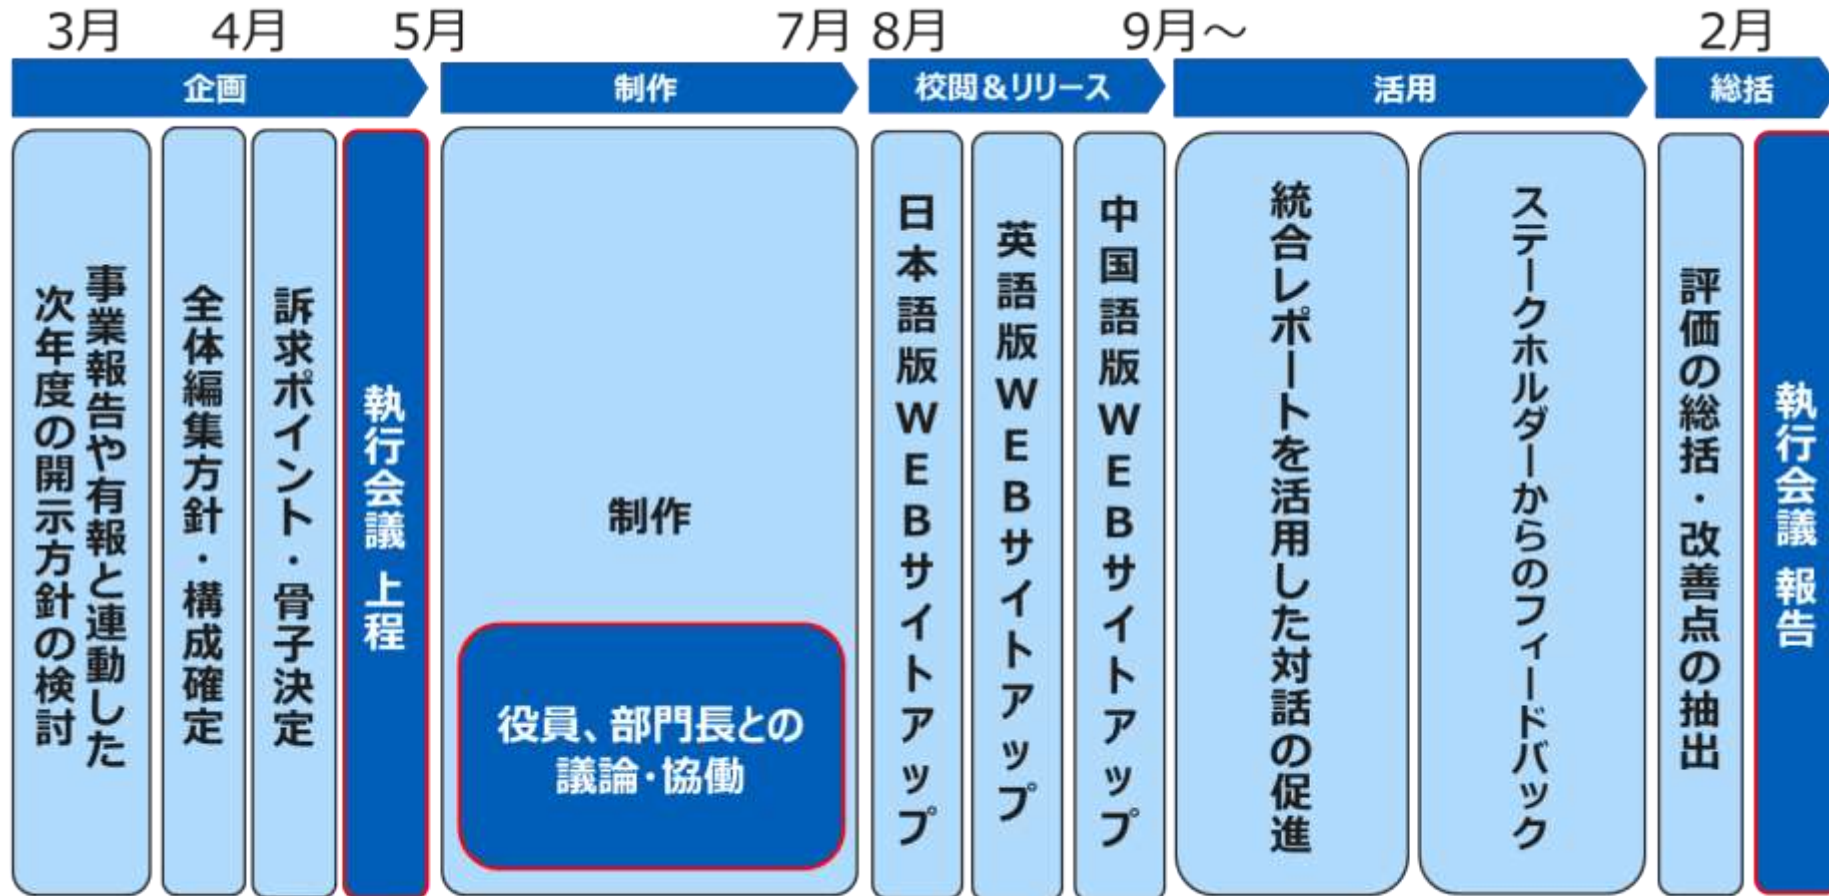 3月
4月
5月
7月
8月
9月～
2月
企画
制作
校閲&リリース
活用
総括
事業報告や有報と連動した
次年度の開示方針の検討
全体編集方針・構成確定
訴求ポイント・骨子決定
執行会議 上程
制作
役員、部門長との
議論・協働
日本語版WEBサイトアップ
英語版WEBサイトアップ
中国語版WEBサイトアップ
統合レポートを活用した対話の促進
ステークホルダーからのフィードバック
評価の総括・改善点の抽出
執行会議 報告